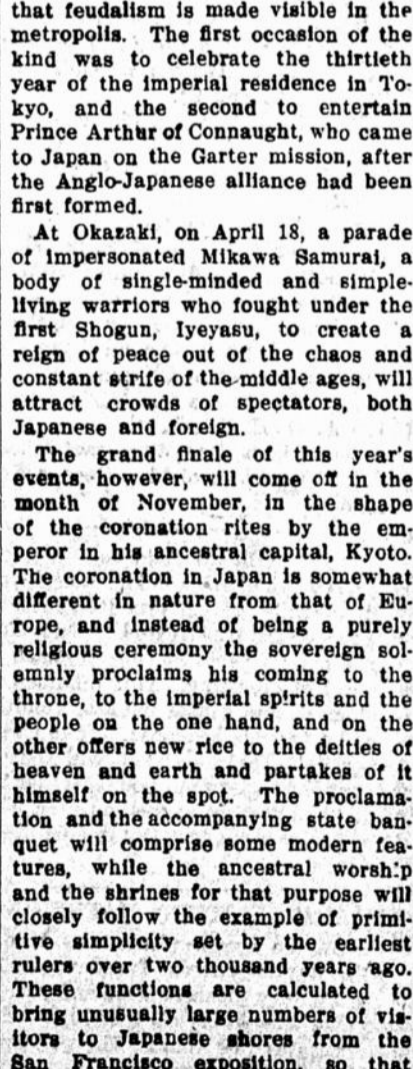 that feudalism is made visible in the
metropolis. The first occasion of the
kind was to celebrate the thirtieth
year of the imperial residence in To-
kyo, and the second to entertain
Prince Arthur of Connaught, who came
to Japan on the Garter mission, after
the Anglo-Japanese alliance had been
first formed.
At Okazaki, on April 18, a parade
of impersonated Mikawa Samurai, a
body of single-minded and simple-
living warriors who fought under the
first Shogun, Iyeyasu, to create a
reign of peace out of the chaos and
constant strife of the middle ages, will
attract crowds of spectators, both
Japanese and foreign.
The grand finale of this year's
events, however, will come off in the
month of November, in the shape
of the coronation rites by the em-
peror in his ancestral capital, Kyoto.
The coronation in Japan is somewhat
different in nature from that of Eu-
rope, and instead of being a purely
religious ceremony the sovereign sol-
emnly proclaims his coming to the
throne, to the imperial spirits and the
people on the one hand, and on the
other offers new rice to the deities of
heaven and earth and partakes of it
himself on the spot. The proclama-
tion and the accompanying state ban-
quet will comprise some modern fea-
tures, while the ancestral worship
and the shrines for that purpose will
closely follow the example of primi-
tive simplicity set by the earliest
rulers over two thousand years ago.
These functions are calculated to
bring unusually large numbers of vis-
itors to Japanese shores from the
San Francisco exposition, so that